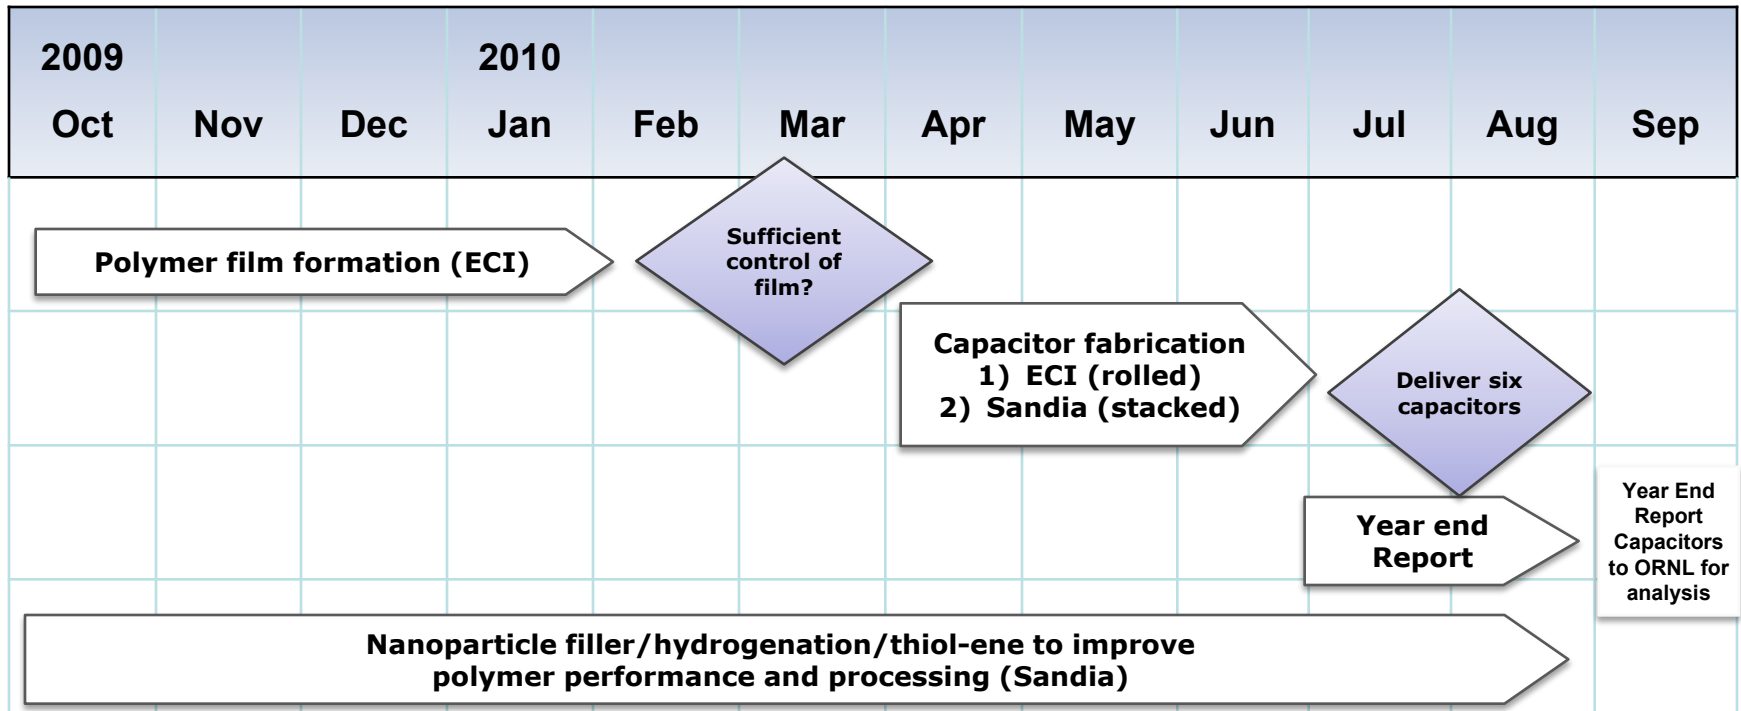 2009 2010
Oct Nov Dec Jan Feb Mar Apr May Jun Jul Aug Sep
Polymer film formation (ECI)
Sufficient
control of
film?
Capacitor fabrication
1) ECI (rolled)
2) Sandia (stacked)
Deliver six
capacitors
Year end
Report
Year End
Report
Capacitors
to ORNL for
analysis
Nanoparticle filler/hydrogenation/thiol-ene to improve
polymer performance and processing (Sandia)